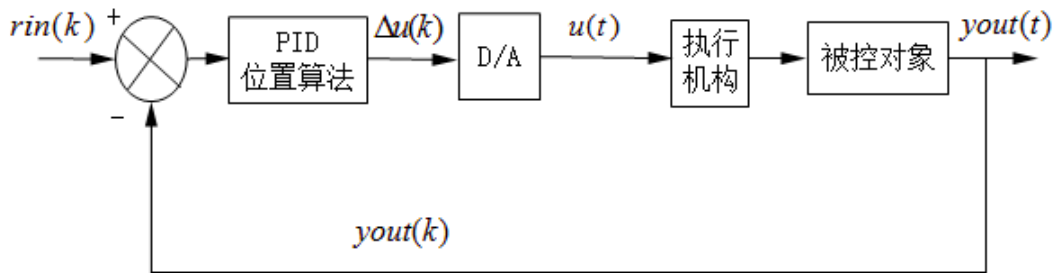 rin(k)
+
-
PID
位置算法
Δu(k)
D/A
u(t)
执行
机构
被控对象
yout(t)
yout(k)